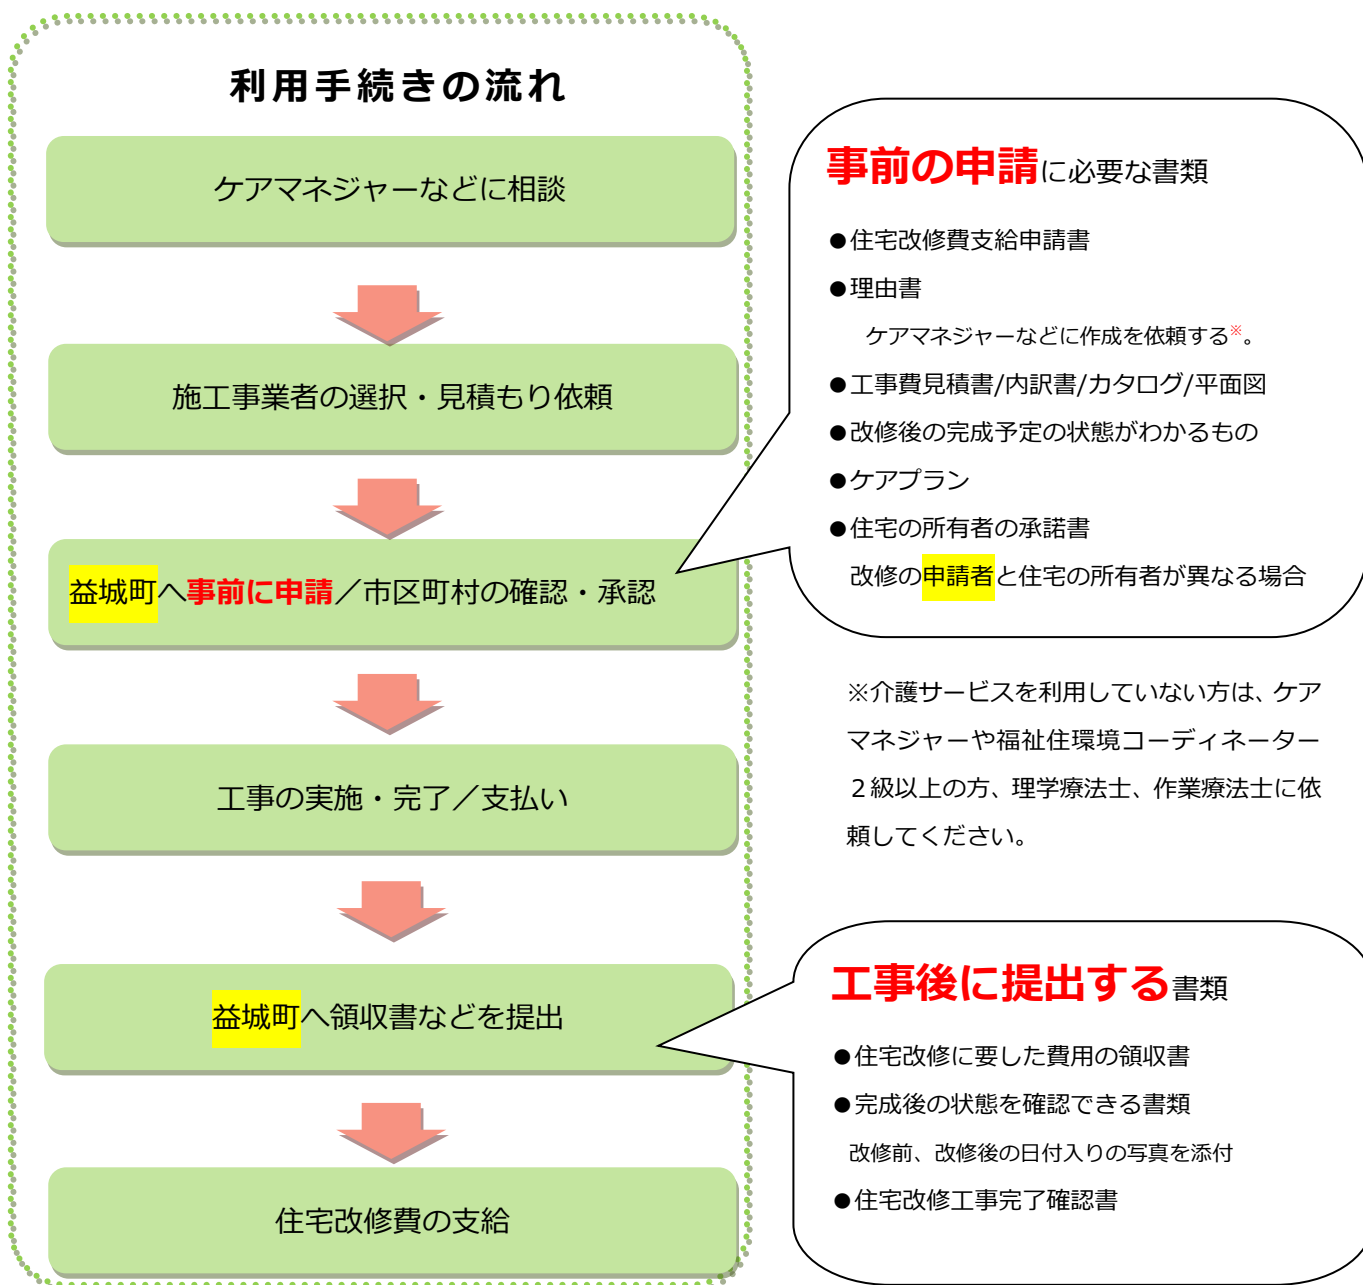 利用手続きの流れ
ケアマネジャーなどに相談
施工事業者の選択・見積もり依頼
益城町へ事前に申請／市区町村の確認・承認
工事の実施・完了／支払い
益城町へ領収書などを提出
住宅改修費の支給
事前の申請に必要な書類
●住宅改修費支給申請書
●理由書
ケアマネジャーなどに作成を依頼する※。
●工事費見積書/内訳書/カタログ/平面図
●改修後の完成予定の状態がわかるもの
●ケアプラン
●住宅の所有者の承諾書
改修の申請者と住宅の所有者が異なる場合
※介護サービスを利用していない方は、ケア
マネジャーや福祉住環境コーディネーター
２級以上の方、理学療法士、作業療法士に依
頼してください。
工事後に提出する書類
●住宅改修に要した費用の領収書
●完成後の状態を確認できる書類
改修前、改修後の日付入りの写真を添付
●住宅改修工事完了確認書